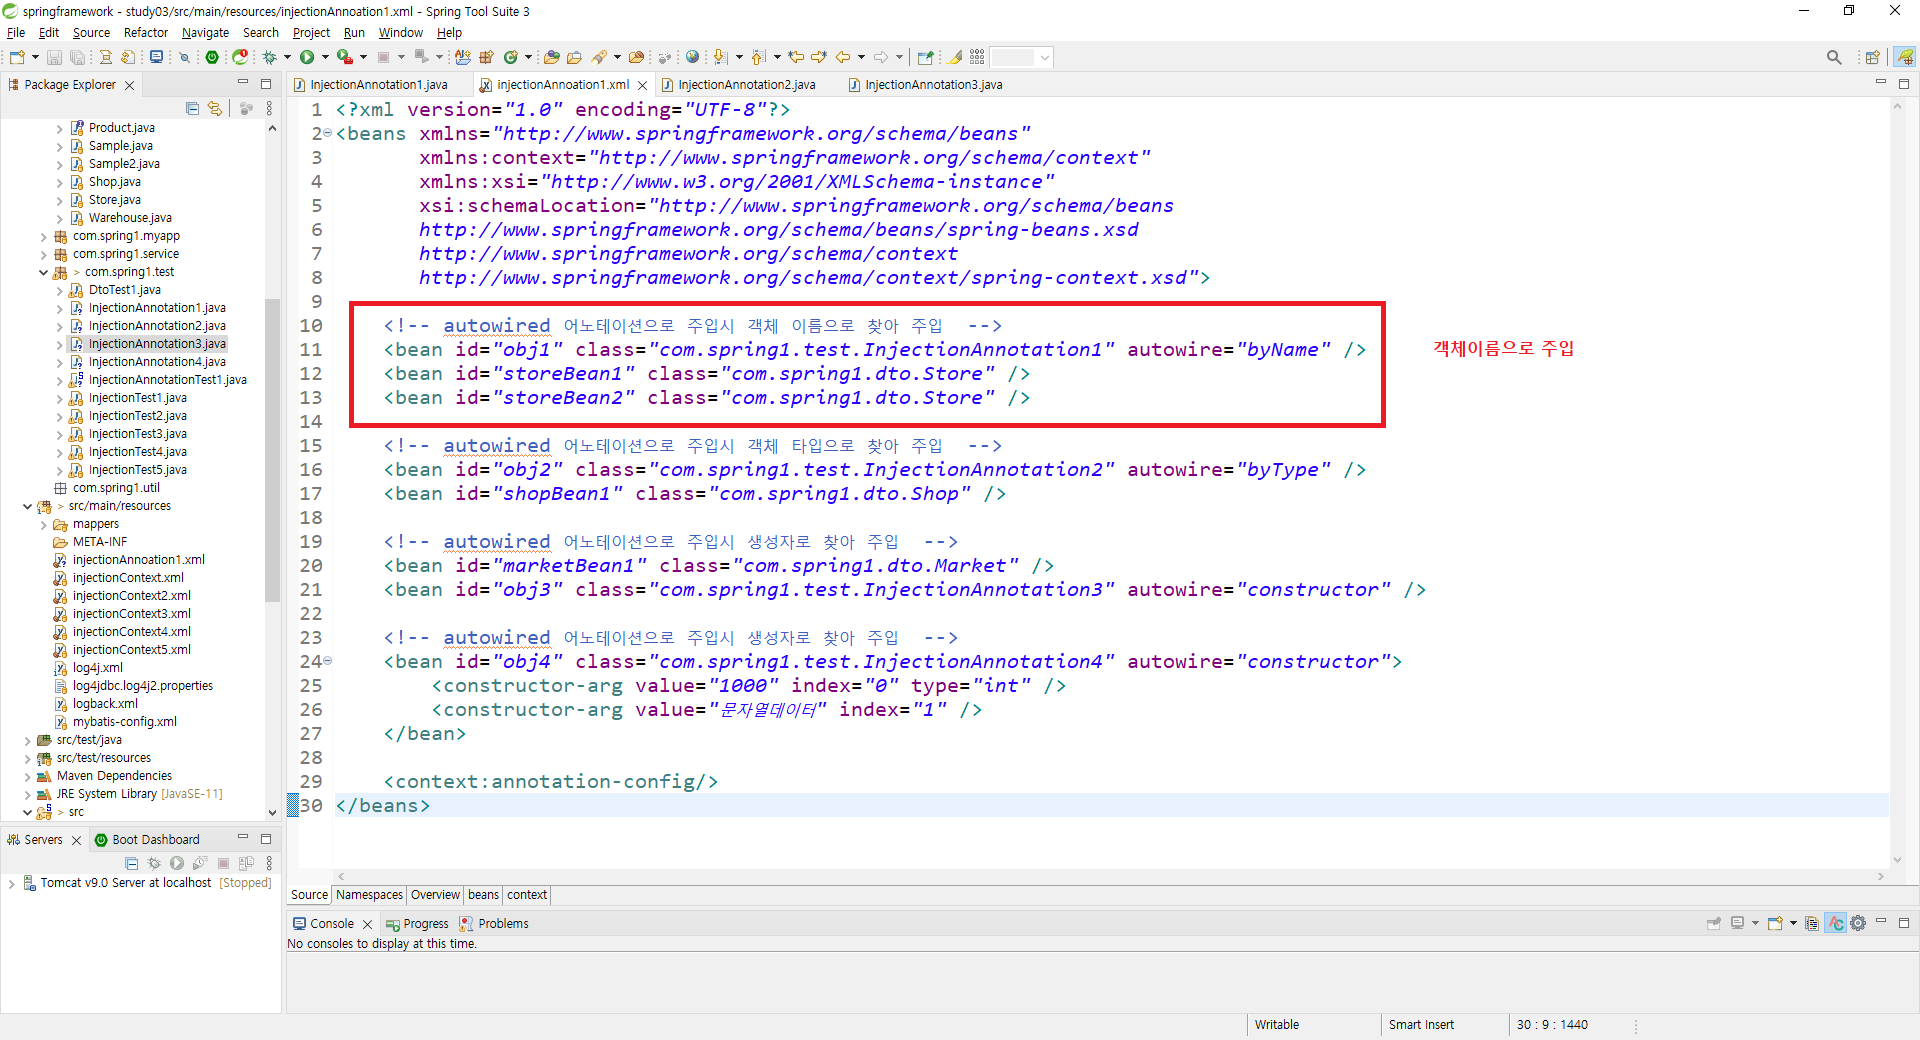 springframework - study03/src/main/resources/injectionAnnoation1.xml - Spring Tool Suite 3
File Edit Source Refactor Navigate Search Project Run Window Help
Package Explorer
Product.java
Sample.java
Sample2.java
Shop.java
Store.java
Warehouse.java
com.spring1.myapp
com.spring1.service
> com.spring1.test
DtoTest1.java
InjectionAnnotation1.java
InjectionAnnotation2.java
InjectionAnnotation3.java
InjectionAnnotation4.java
InjectionAnnotationTest1.java
InjectionTest1.java
InjectionTest2.java
InjectionTest3.java
InjectionTest4.java
InjectionTest5.java
com.spring1.util
> src/main/resources
mappers
META-INF
injectionAnnoation1.xml
injectionContext.xml
injectionContext2.xml
injectionContext3.xml
injectionContext4.xml
injectionContext5.xml
log4j.xml
log4jdbc.log4j2.properties
logback.xml
mybatis-config.xml
src/test/java
src/test/resources
Maven Dependencies
JRE System Library [JavaSE-11]
> src
Servers Boot Dashboard
Tomcat v9.0 Server at localhost [Stopped]
InjectionAnnotation1.java injectionAnnoation1.xml InjectionAnnotation2.java InjectionAnnotation3.java
1 <?xml version="1.0" encoding="UTF-8"?>
2 <beans xmlns="http://www.springframework.org/schema/beans"
3 xmlns:context="http://www.springframework.org/schema/context"
4 xmlns:xsi="http://www.w3.org/2001/XMLSchema-instance"
5 xsi:schemaLocation="http://www.springframework.org/schema/beans
6 http://www.springframework.org/schema/beans/spring-beans.xsd
7 http://www.springframework.org/schema/context
8 http://www.springframework.org/schema/context/spring-context.xsd">
9
10 <!-- autowired 어노테이션으로 주입시 객체 이름으로 찾아 주입 -->
11 <bean id="obj1" class="com.spring1.test.InjectionAnnotation1" autowire="byName" />
객체이름으로 주입
12 <bean id="storeBean1" class="com.spring1.dto.Store" />
13 <bean id="storeBean2" class="com.spring1.dto.Store" />
14
15 <!-- autowired 어노테이션으로 주입시 객체 타입으로 찾아 주입 -->
16 <bean id="obj2" class="com.spring1.test.InjectionAnnotation2" autowire="byType" />
17 <bean id="shopBean1" class="com.spring1.dto.Shop" />
18
19 <!-- autowired 어노테이션으로 주입시 생성자로 찾아 주입 -->
20 <bean id="marketBean1" class="com.spring1.dto.Market" />
21 <bean id="obj3" class="com.spring1.test.InjectionAnnotation3" autowire="constructor" />
22
23 <!-- autowired 어노테이션으로 주입시 생성자로 찾아 주입 -->
24 <bean id="obj4" class="com.spring1.test.InjectionAnnotation4" autowire="constructor">
25 <constructor-arg value="1000" index="0" type="int" />
26 <constructor-arg value="문자열데이터" index="1" />
27 </bean>
28
29 <context:annotation-config/>
30 </beans>
Source Namespaces Overview beans context
Console Progress Problems
No consoles to display at this time.
Writable Smart Insert 30 : 9 : 1440